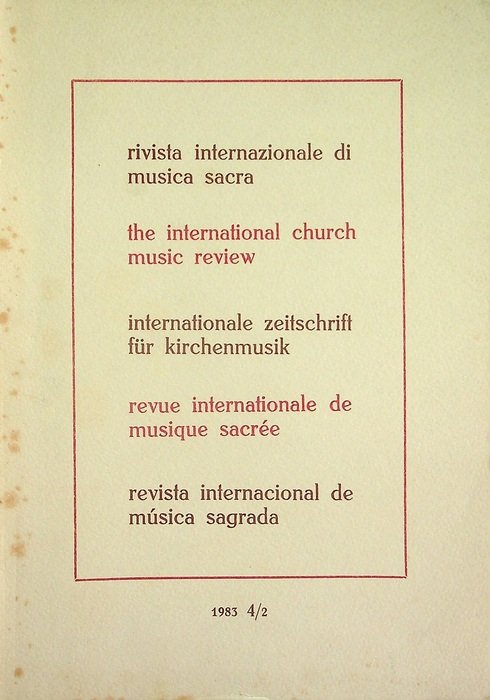 rivista internazionale di
musica sacra
the international church
music review
internationale zeitschrift
für kirchenmusik
revue internationale de
musique sacrée
revista internacional de
música sagrada
1983 4/2